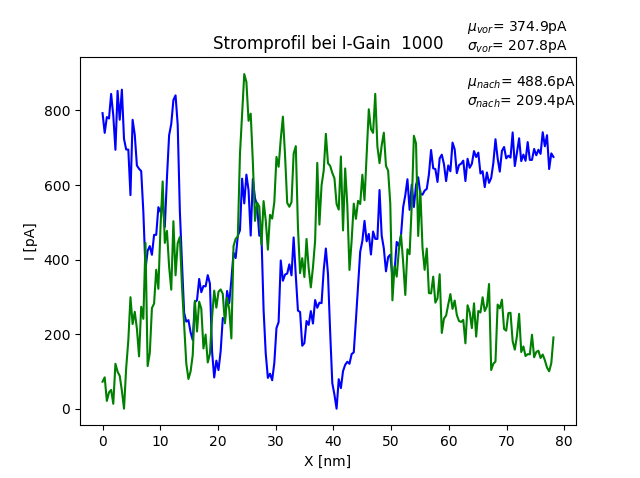 μvor= 374.9pA
σvor= 207.8pA
Stromprofil bei I-Gain  1000
μnach= 488.6pA
σnach= 209.4pA
800
600
400
200
0
I [pA]
0 10 20 30 40 50 60 70 80
X [nm]